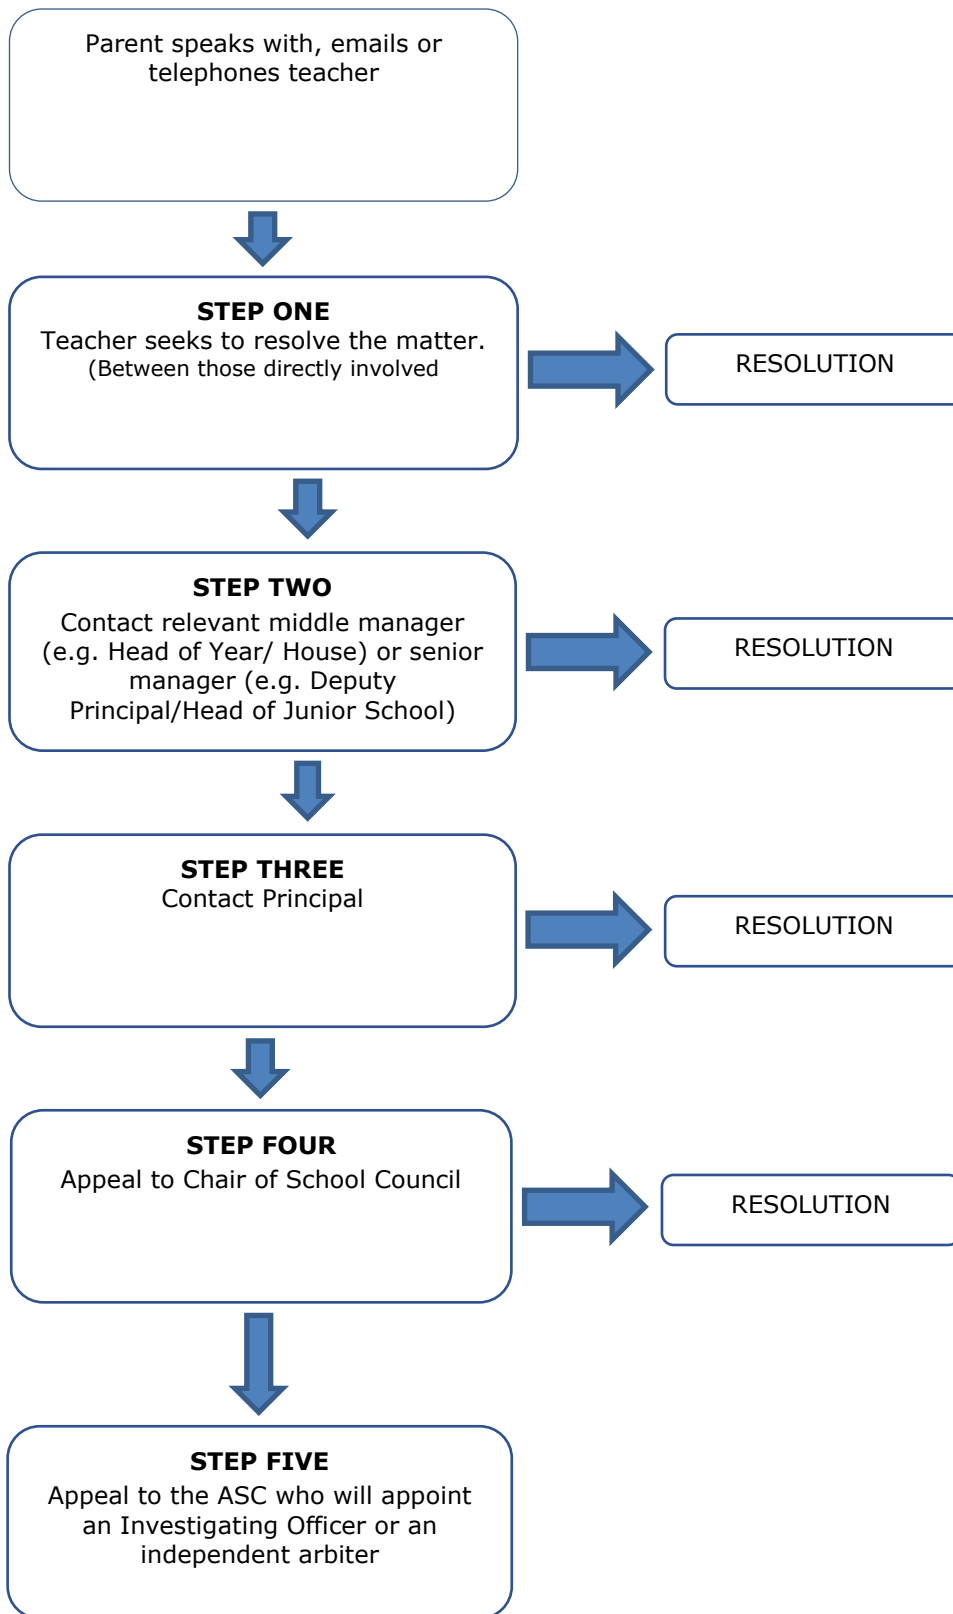 Parent speaks with, emails or
telephones teacher
STEP ONE
Teacher seeks to resolve the matter.
(Between those directly involved
RESOLUTION
STEP TWO
Contact relevant middle manager
(e.g. Head of Year/ House) or senior
manager (e.g. Deputy
Principal/Head of Junior School)
RESOLUTION
STEP THREE
Contact Principal
RESOLUTION
STEP FOUR
Appeal to Chair of School Council
RESOLUTION
STEP FIVE
Appeal to the ASC who will appoint
an Investigating Officer or an
independent arbiter